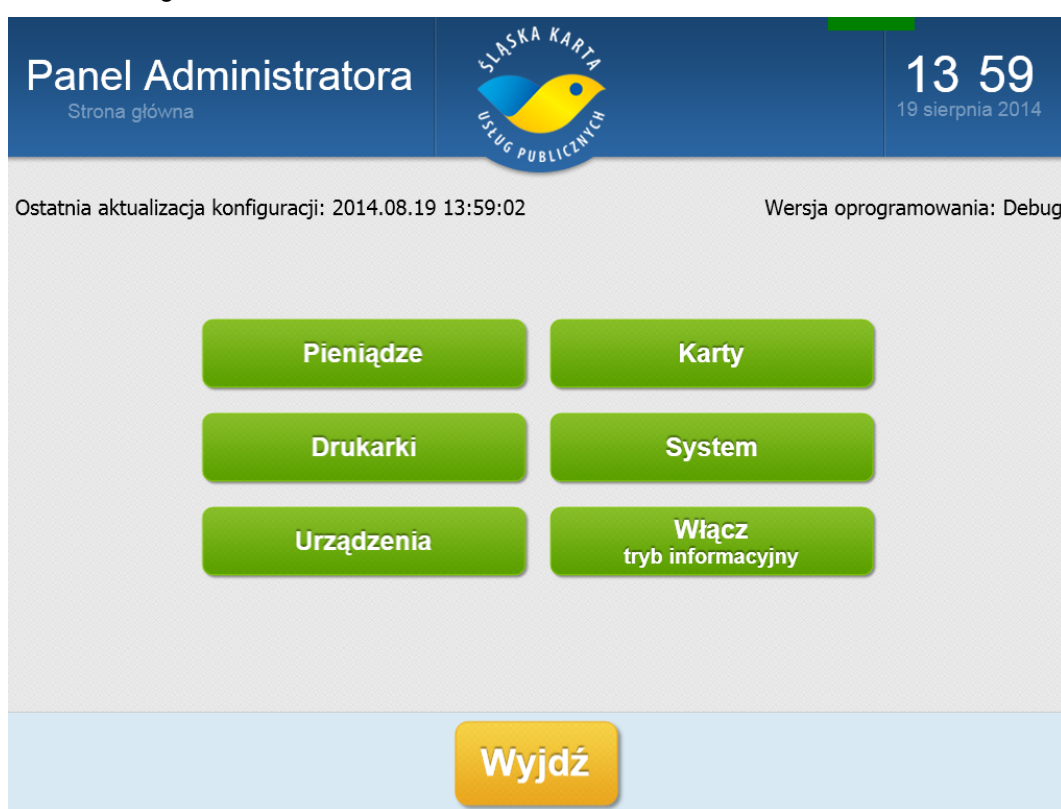 Panel Administratora
Strona główna
ŚLĄSKA KARTA
USŁUG PUBLICZNYCH
13 59
19 sierpnia 2014
Ostatnia aktualizacja konfiguracji: 2014.08.19 13:59:02
Wersja oprogramowania: Debug
Pieniądze
Karty
Drukarki
System
Urządzenia
Włącz
tryb informacyjny
Wyjdź